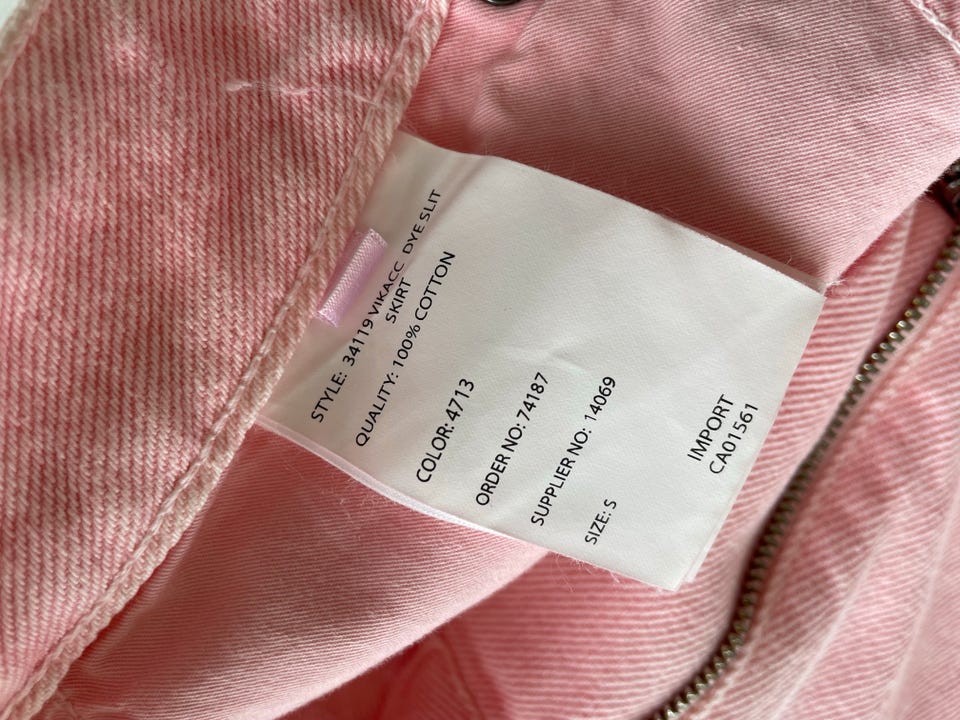 STYLE: 34119 VIKACC DYE SLIT
SKIRT
QUALITY: 100% COTTON
COLOR: 4713
ORDER NO: 74187
SUPPLIER NO: 14069
SIZE: S
IMPORT
CA01561